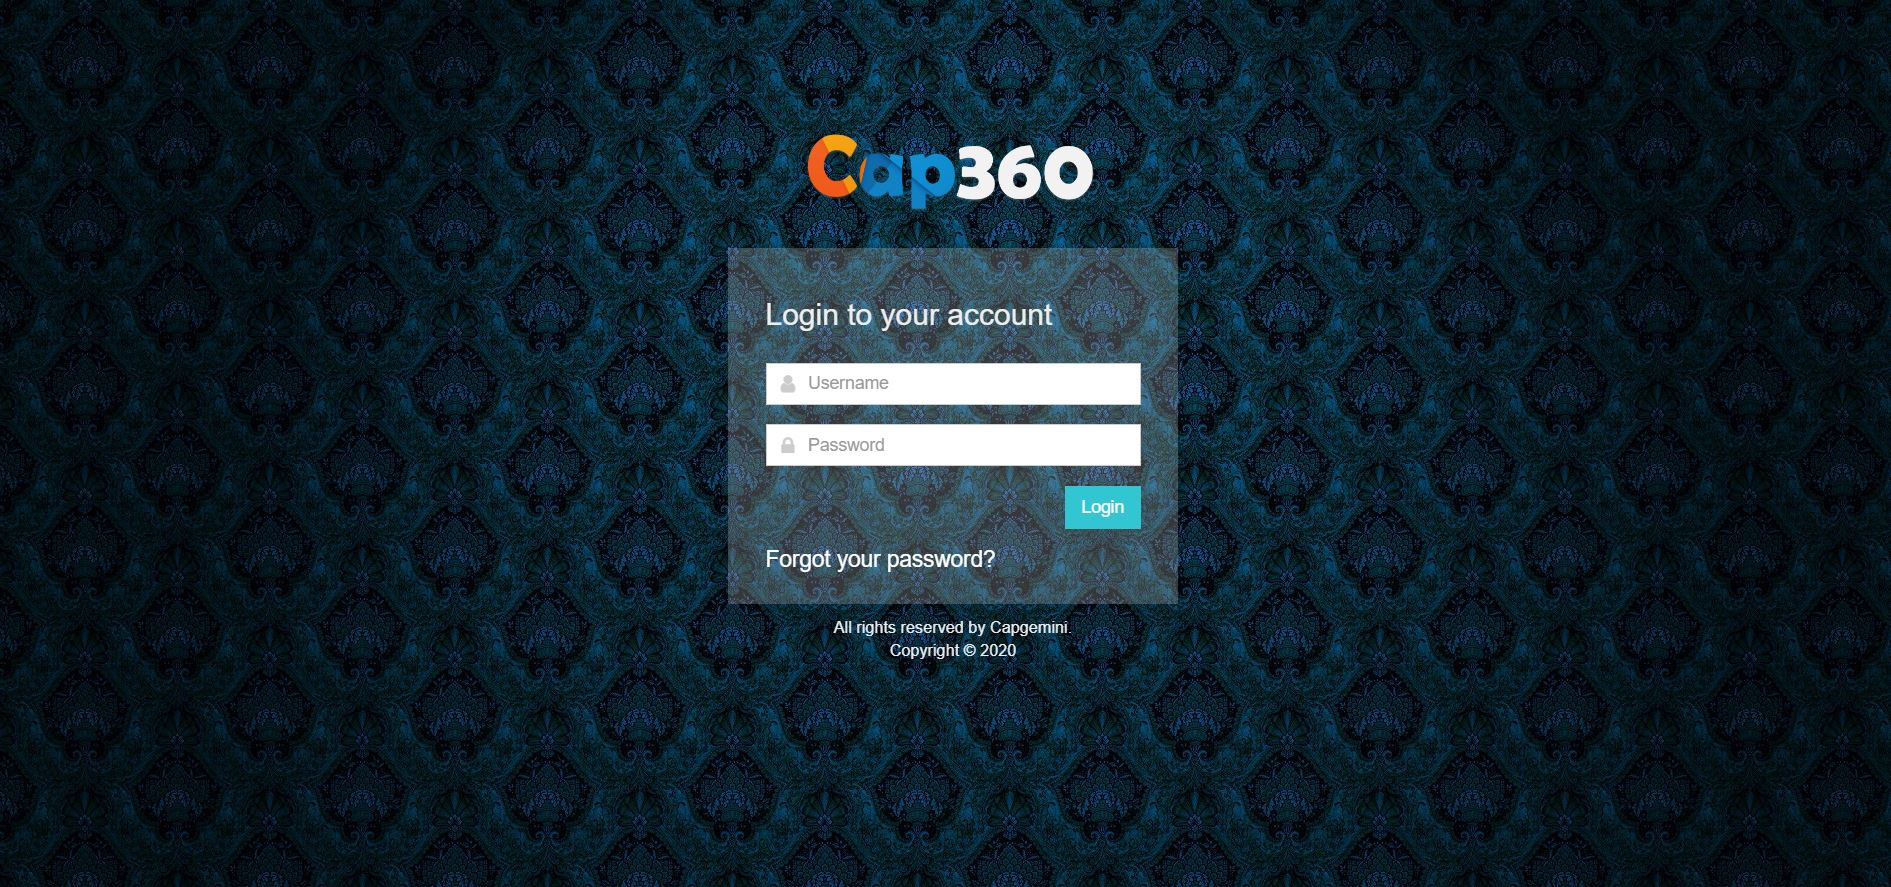 Cap360
Login to your account
Username
Password
Login
Forgot your password?
All rights reserved by Capgemini.
Copyright © 2020